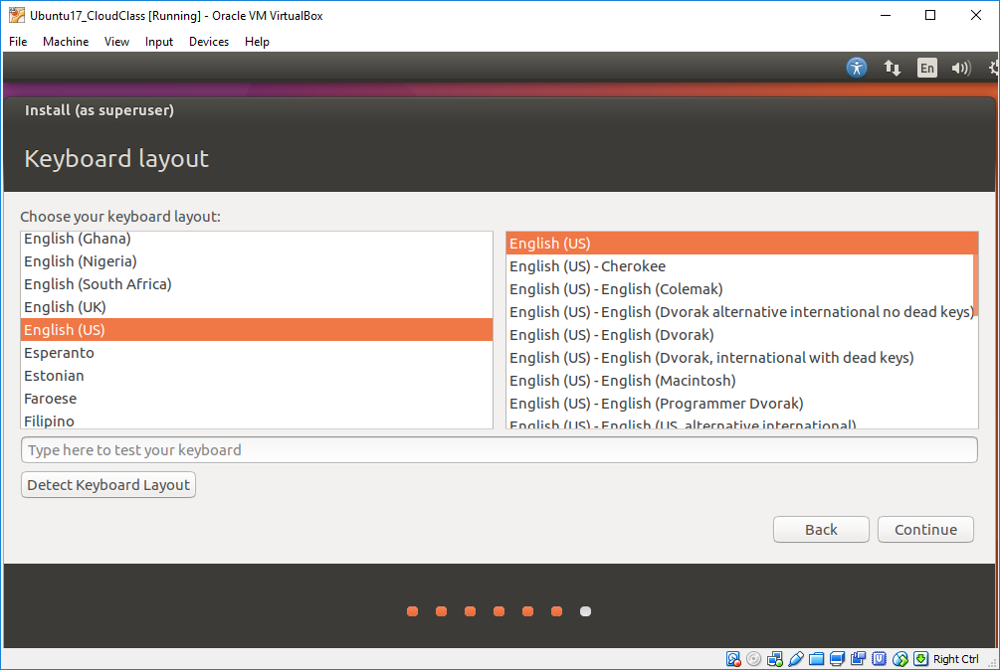 Ubuntu17_CloudClass [Running] - Oracle VM VirtualBox
File Machine View Input Devices Help
En
Install (as superuser)
Keyboard layout
Choose your keyboard layout:
English (Ghana)
English (Nigeria)
English (South Africa)
English (UK)
English (US)
Esperanto
Estonian
Faroese
Filipino
English (US)
English (US) - Cherokee
English (US) - English (Colemak)
English (US) - English (Dvorak alternative international no dead keys)
English (US) - English (Dvorak)
English (US) - English (Dvorak, international with dead keys)
English (US) - English (Macintosh)
English (US) - English (Programmer Dvorak)
English (US) - English (US, alternative international)
Type here to test your keyboard
Detect Keyboard Layout
Back
Continue
Right Ctrl